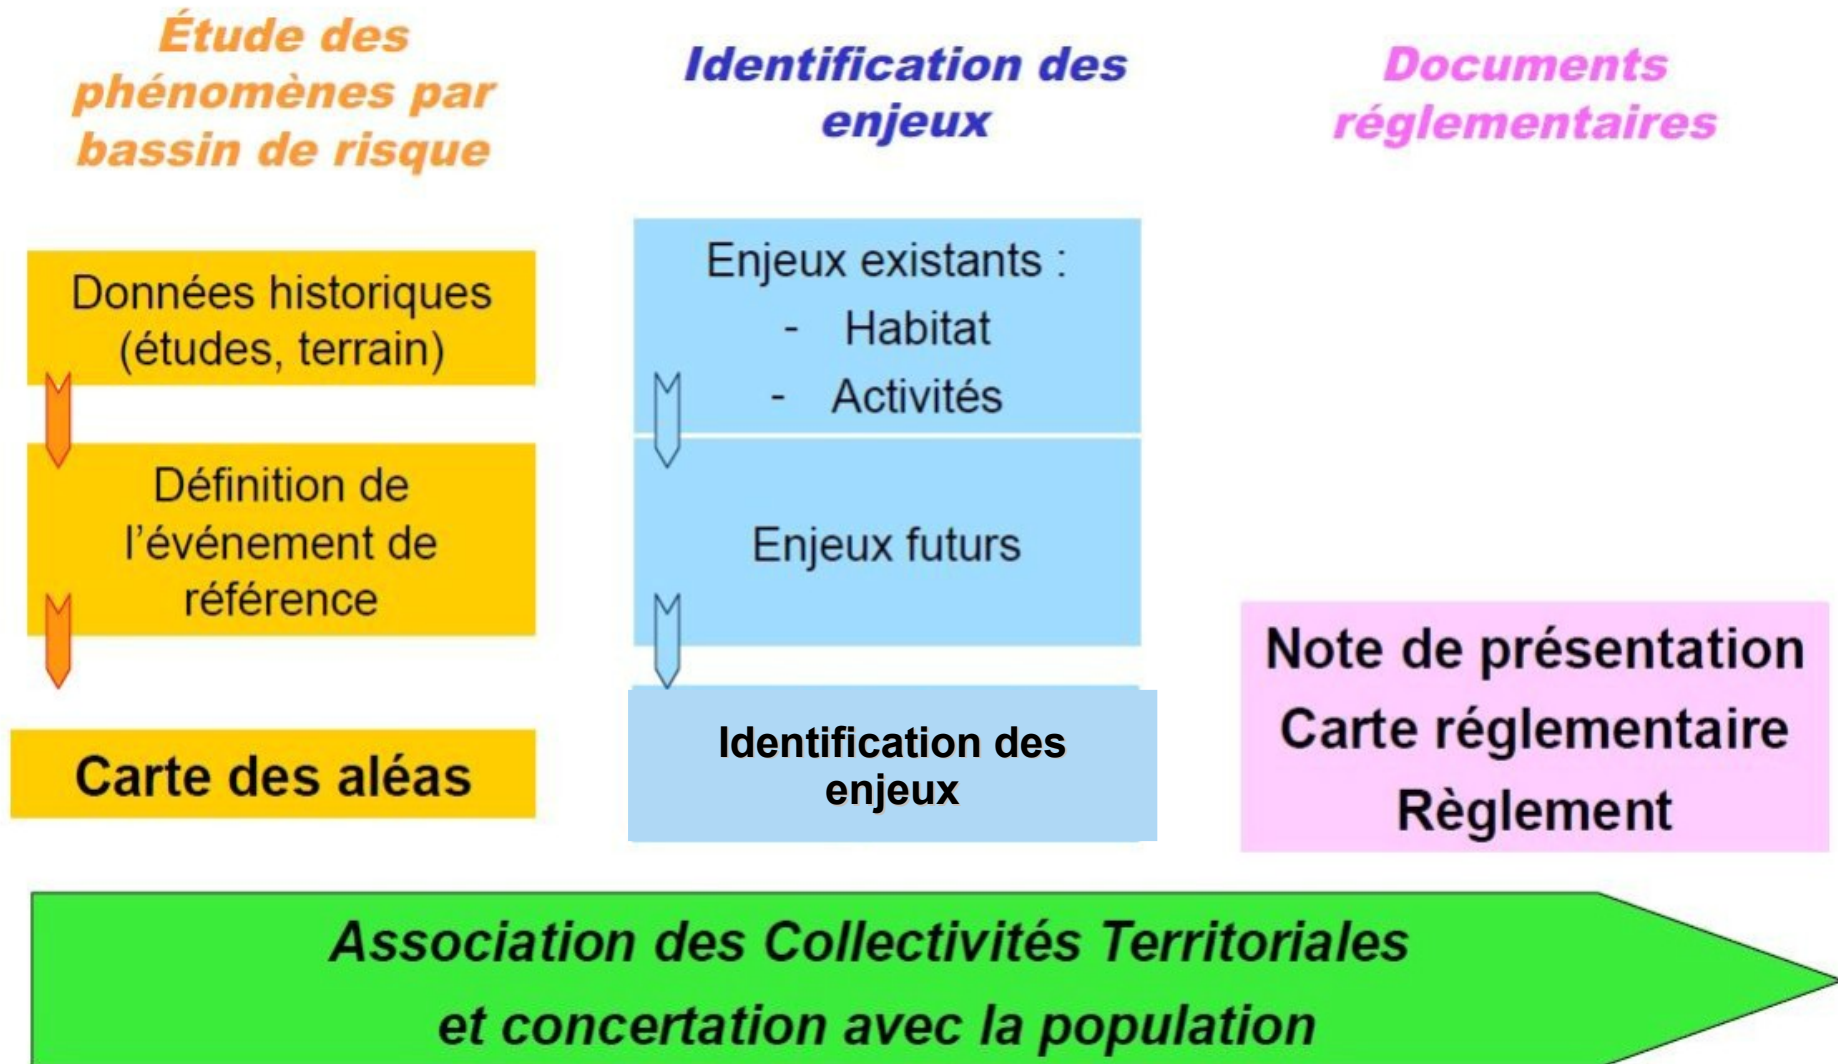 Étude des
phénomènes par
bassin de risque
Données historiques
(études, terrain)
Définition de
l'événement de
référence
Carte des aléas
Identification des
enjeux
Enjeux existants :
- Habitat
- Activités
Enjeux futurs
Identification des
enjeux
Documents
réglementaires
Note de présentation
Carte réglementaire
Règlement
Association des Collectivités Territoriales
et concertation avec la population